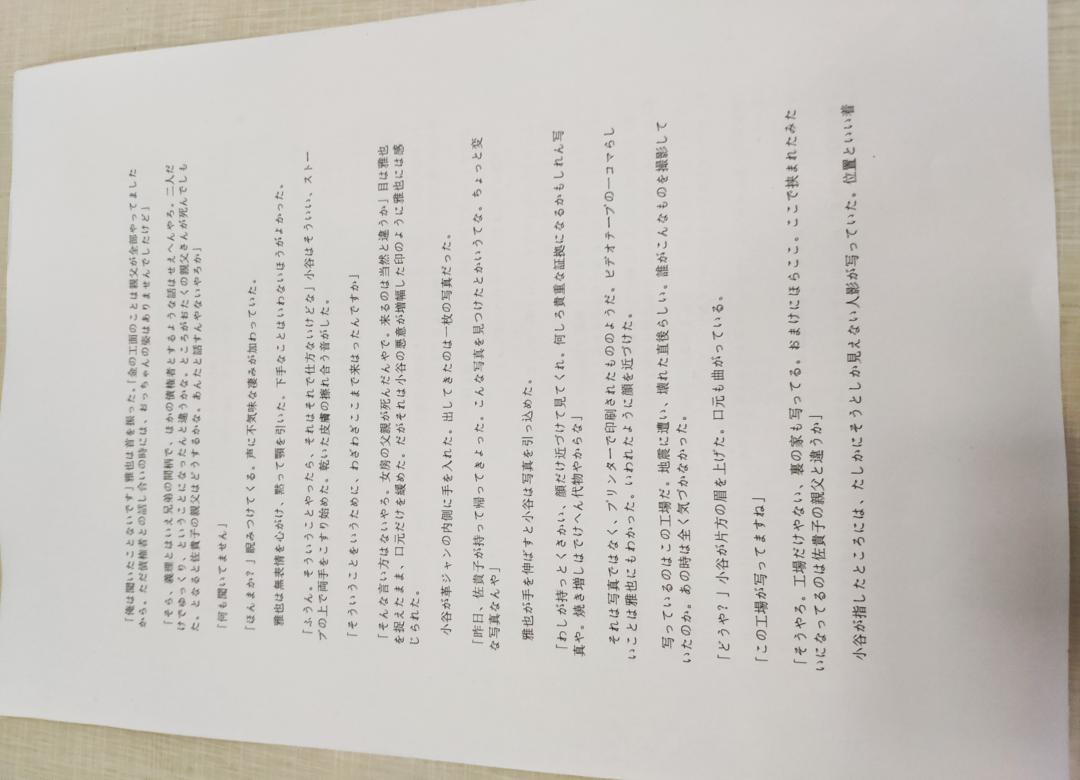 「俺は聞いたことないです」雅也は首を振った。「金の工面のことは親父が全部やってました
から。ただ債権者との話し合いの時には、おっちゃんの姿はありませんでしたけど」
「そら、義理とはいえ兄弟の間柄で、ほかの債権者とするような話はせえへんやろ。二人だ
けでゆっくり、ということになったんと違うかな。ところがおたくの親父さんが死んでしも
た。となると佐貴子の親父はどうするかな。あんたと話すんやないやろか」
「何も聞いてません」
「ほんまか？」睨みつけてくる。声に不気味な凄みが加わっていた。
雅也は無表情を心がけ、黙って顎を引いた。下手なことはいわないほうがよかった。
「ふうん。そういうことやったら、それはそれで仕方ないけどな」小谷はそういい、ストー
ブの上で両手をこすり始めた。乾いた皮膚の擦れ合う音がした。
「そういうことをいうために、わざわざここまで来はったんですか」
「そんな言い方はないやろ。女房の父親が死んだんやで。来るのは当然と違うか」目は雅也
を捉えたまま、口元だけを緩めた。だがそれは小谷の悪意が増幅した印のように雅也には感
じられた。
小谷が革ジャンの内側に手を入れた。出してきたのは一枚の写真だった。
「昨日、佐貴子が持って帰ってきよった。こんな写真を見つけたとかいうてな。ちょっと変
な写真なんや」
雅也が手を伸ばすと小谷は写真を引っ込めた。
「わしが持っとくさかい、顔だけ近づけて見てくれ。何しろ貴重な証拠になるかもしれん写
真や。焼き増しはでけへん代物やからな」
それは写真ではなく、プリンターで印刷されたもののようだ。ビデオテープの一コマらし
いことは雅也にもわかった。いわれたように顔を近づけた。
写っているのはこの工場だ。地震に遭い、壊れた直後らしい。誰がこんなものを撮影して
いたのか。あの時は全く気づかなかった。
「どうや？」小谷が片方の眉を上げた。口元も曲がっている。
「この工場が写ってますね」
「そうやろ。工場だけやない、裏の家も写ってる。おまけにほらここ。ここで挟まれたみた
いになってるのは佐貴子の親父と違うか」
小谷が指したところには、たしかにそうとしか見えない人影が写っていた。位置といい着